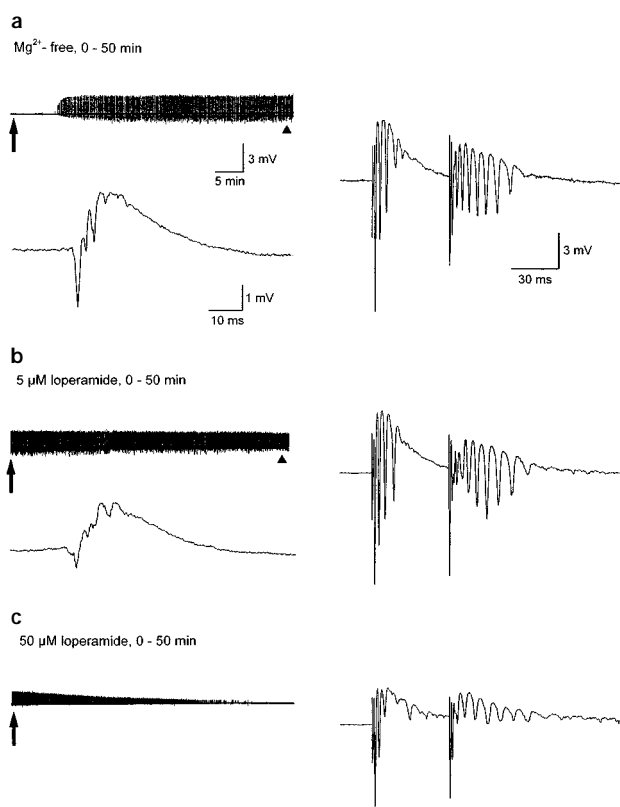 a
Mg²⁺- free, 0 - 50 min
3 mV
5 min
1 mV
10 ms
3 mV
30 ms
b
5 µM loperamide, 0 - 50 min
c
50 µM loperamide, 0 - 50 min